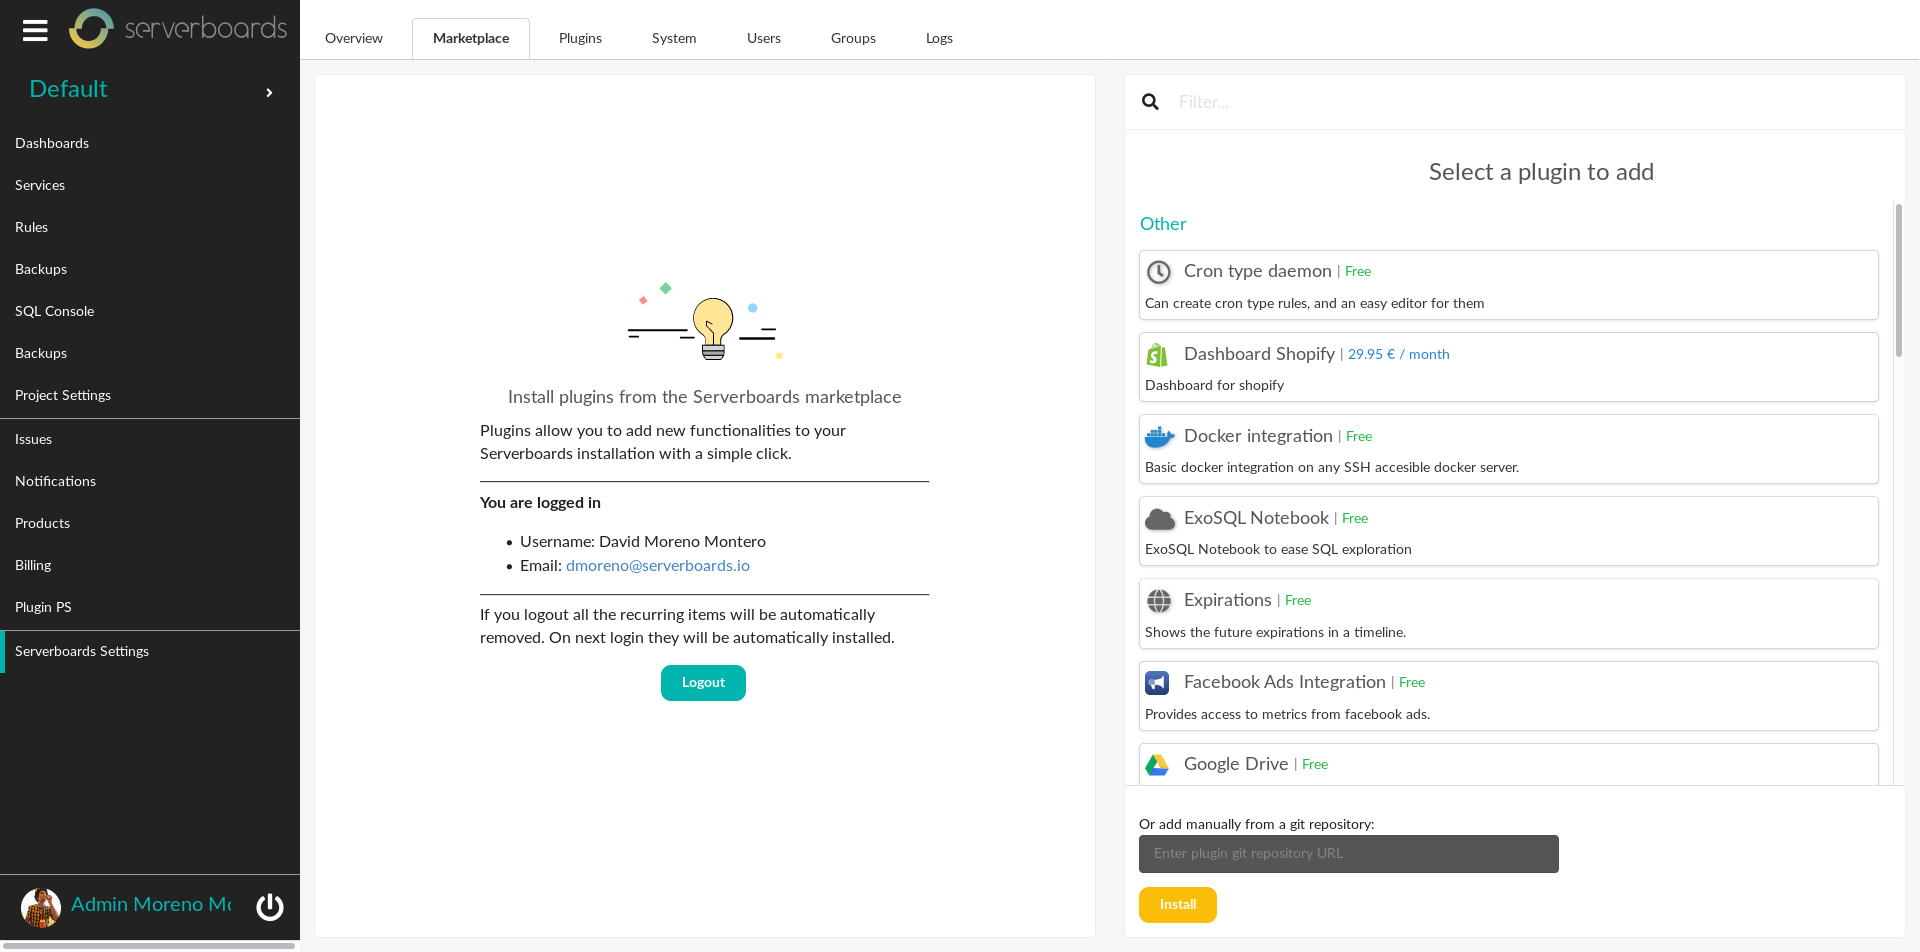 serverboards
Default
Dashboards
Services
Rules
Backups
SQL Console
Backups
Project Settings
Issues
Notifications
Products
Billing
Plugin PS
Serverboards Settings
Admin Moreno Mo
Overview
Marketplace
Plugins
System
Users
Groups
Logs
Install plugins from the Serverboards marketplace
Plugins allow you to add new functionalities to your
Serverboards installation with a simple click.
You are logged in
• Username: David Moreno Montero
• Email: dmoreno@serverboards.io
If you logout all the recurring items will be automatically
removed. On next login they will be automatically installed.
Logout
Filter...
Select a plugin to add
Other
Cron type daemon | Free
Can create cron type rules, and an easy editor for them
Dashboard Shopify | 29.95 € / month
Dashboard for shopify
Docker integration | Free
Basic docker integration on any SSH accesible docker server.
ExoSQL Notebook | Free
ExoSQL Notebook to ease SQL exploration
Expirations | Free
Shows the future expirations in a timeline.
Facebook Ads Integration | Free
Provides access to metrics from facebook ads.
Google Drive | Free
Or add manually from a git repository:
Enter plugin git repository URL
Install